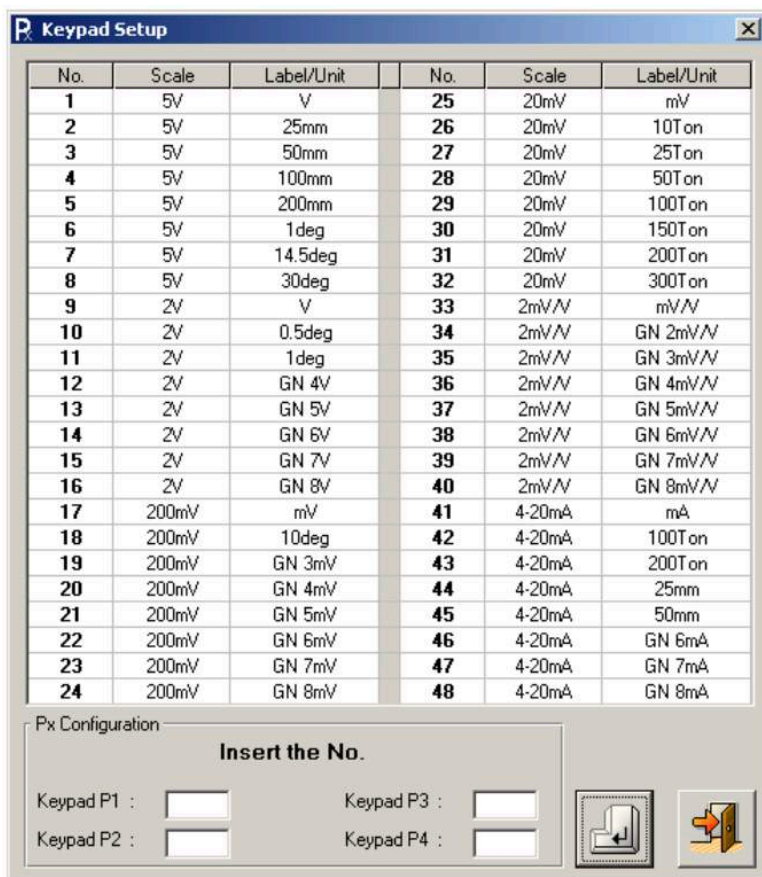 Px Keypad Setup
No. Scale Label/Unit No. Scale Label/Unit
1 5V V 25 20mV mV
2 5V 25mm 26 20mV 10Ton
3 5V 50mm 27 20mV 25Ton
4 5V 100mm 28 20mV 50Ton
5 5V 200mm 29 20mV 100Ton
6 5V 1deg 30 20mV 150Ton
7 5V 14.5deg 31 20mV 200Ton
8 5V 30deg 32 20mV 300Ton
9 2V V 33 2mV/V mV/V
10 2V 0.5deg 34 2mV/V GN 2mV/V
11 2V 1deg 35 2mV/V GN 3mV/V
12 2V GN 4V 36 2mV/V GN 4mV/V
13 2V GN 5V 37 2mV/V GN 5mV/V
14 2V GN 6V 38 2mV/V GN 6mV/V
15 2V GN 7V 39 2mV/V GN 7mV/V
16 2V GN 8V 40 2mV/V GN 8mV/V
17 200mV mV 41 4-20mA mA
18 200mV 10deg 42 4-20mA 100Ton
19 200mV GN 3mV 43 4-20mA 200Ton
20 200mV GN 4mV 44 4-20mA 25mm
21 200mV GN 5mV 45 4-20mA 50mm
22 200mV GN 6mV 46 4-20mA GN 6mA
23 200mV GN 7mV 47 4-20mA GN 7mA
24 200mV GN 8mV 48 4-20mA GN 8mA
Px Configuration
Insert the No.
Keypad P1 : Keypad P3 :
Keypad P2 : Keypad P4 :